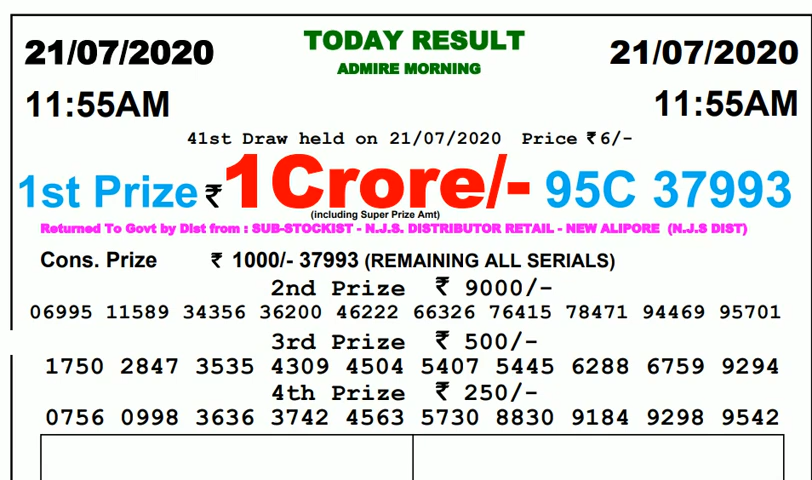 21/07/2020 TODAY RESULT 21/07/2020
ADMIRE MORNING
11:55AM 11:55AM
41st Draw held on 21/07/2020 Price ₹6/-
1st Prize ₹1Crore/- 95C 37993
(including Super Prize Amt)
Returned To Govt by Dist from : SUB-STOCKIST - N.J.S. DISTRIBUTOR RETAIL - NEW ALIPORE (N.J.S DIST)
Cons. Prize ₹ 1000/- 37993 (REMAINING ALL SERIALS)
2nd Prize ₹ 9000/-
06995 11589 34356 36200 46222 66326 76415 78471 94469 95701
3rd Prize ₹ 500/-
1750 2847 3535 4309 4504 5407 5445 6288 6759 9294
4th Prize ₹ 250/-
0756 0998 3636 3742 4563 5730 8830 9184 9298 9542